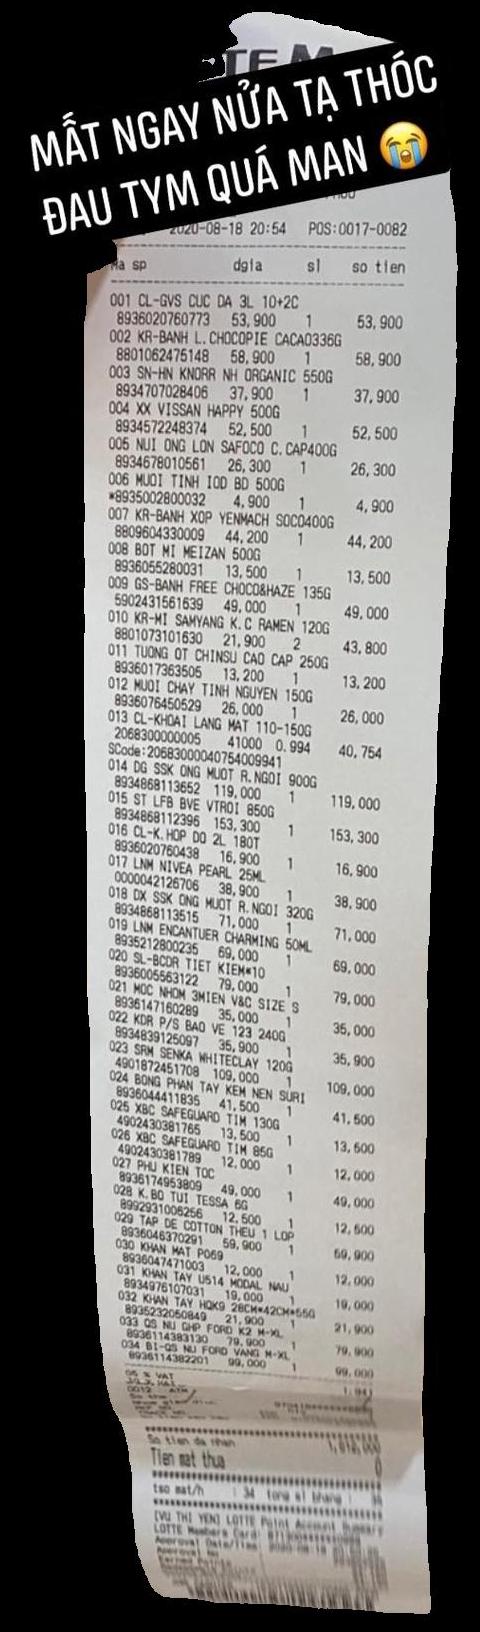 TE M
MẤT NGAY NỬA TẠ THÓC
ĐAU TYM QUÁ MAN 😭
2020-08-18 20:54 POS:0017-0082
Ma sp dgia sl so tien
001 CL-GVS CUC DA 3L 10+2C
8936020760773 53,900 1 53,900
002 KR-BANH L.CHOCOPIE CACAO336G
8801062475148 58,900 1 58,900
003 SN-HN KNORR NH ORGANIC 550G
8934707028406 37,900 1 37,900
004 XX VISSAN HAPPY 500G
8934572248374 52,500 1 52,500
005 NUI ONG LON SAFOCO C.CAP400G
8934678010561 26,300 1 26,300
006 MUOI TINH IOD BD 500G
*8935002800032 4,900 1 4,900
007 KR-BANH XOP YENMACH SOCO400G
8809604330009 44,200 1 44,200
008 BOT MI MEIZAN 500G
8936055280031 13,500 1 13,500
009 GS-BANH FREE CHOCO&HAZE 135G
5902431561639 49,000 1 49,000
010 KR-MI SAMYANG K.C RAMEN 120G
8801073101630 21,900 2 43,800
011 TUONG OT CHINSU CAO CAP 250G
8936017363505 13,200 1 13,200
012 MUOI CHAY TINH NGUYEN 150G
8936076450529 26,000 1 26,000
013 CL-KHOAI LANG MAT 110-150G
2068300000005 41000 0.994 40,754
SCode:20683000040754009941
014 DG SSK ONG MUOT R.NGOI 900G
8934868113652 119,000 1 119,000
015 ST LFB BVE VTROI 850G
8934868112396 153,300 1 153,300
016 CL-K.HOP DO 2L 180T
8936020760438 16,900 1 16,900
017 LNM NIVEA PEARL 25ML
0000042126706 38,900 1 38,900
018 DX SSK ONG MUOT R.NGOI 320G
8934868113515 71,000 1 71,000
019 LNM ENCANTUER CHARMING 50ML
8935212800235 69,000 1 69,000
020 SL-BCDR TIET KIEM*10
8936005563122 79,000 1 79,000
021 MOC NHOM 3MIEN V&C SIZE S
8936147160289 35,000 1 35,000
022 KDR P/S BAO VE 123 240G
8934839125097 35,900 1 35,900
023 SRM SENKA WHITECLAY 120G
4901872451708 109,000 1 109,000
024 BONG PHAN TAY KEM NEN SURI
8936044411835 41,500 1 41,500
025 XBC SAFEGUARD TIM 130G
4902430381765 13,500 1 13,500
026 XBC SAFEGUARD TIM 85G
4902430381789 12,000 1 12,000
027 PHU KIEN TOC
8936174953809 49,000 1 49,000
028 K.BO TUI TESSA 6G
8992931006256 12,500 1 12,500
029 TAP DE COTTON THEU 1 LOP
8936046370291 59,900 1 59,900
030 KHAN MAT P069
8936047471003 12,000 1 12,000
031 KHAN TAY U514 MODAL NAU
8934976107031 19,000 1 19,000
032 KHAN TAY HQK9 28CM*42CM*55G
8935232050849 21,900 1 21,900
033 QS NU GHP FORD K2 M-XL
8936114383130 79,900 1 79,900
034 BI-QS NU FORD VANG M-XL
8936114382201 99,000 1 99,000
05 % VAT
0012 ATM
So tien da nhan
Tien mat thua 0
tso mat/h : 34 tong sl bhang :
[VU THI YEN] LOTTE Point Account Summary
LOTTE Members Card:
Approval Date/Time 2020-08-18
Approval No
Earned Points